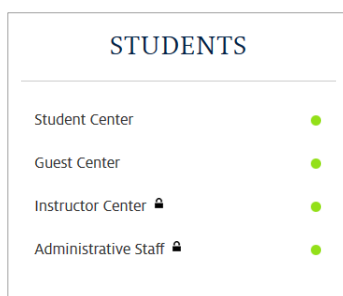 STUDENTS
Student Center
Guest Center
Instructor Center
Administrative Staff